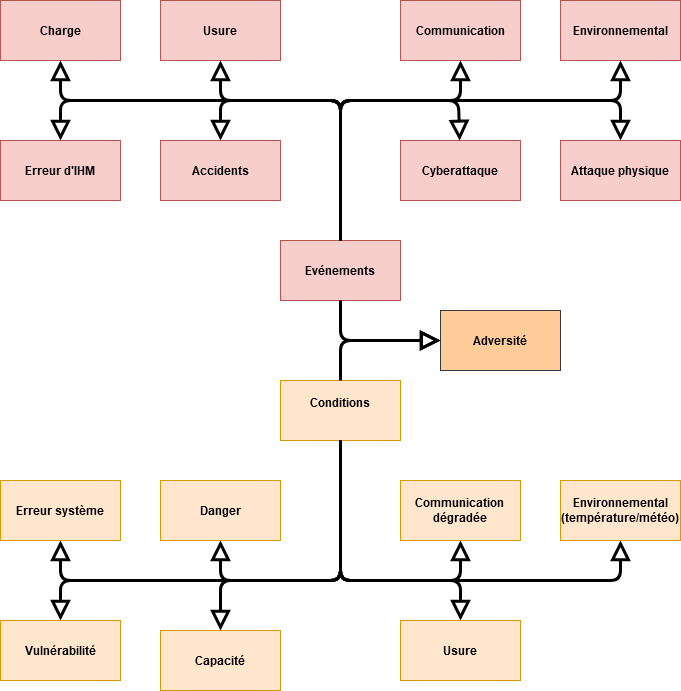 Charge
Usure
Communication
Environnemental
Erreur d'IHM
Accidents
Cyberattaque
Attaque physique
Evénements
Adversité
Conditions
Erreur système
Danger
Communication
dégradée
Environnemental
(température/météo)
Vulnérabilité
Capacité
Usure